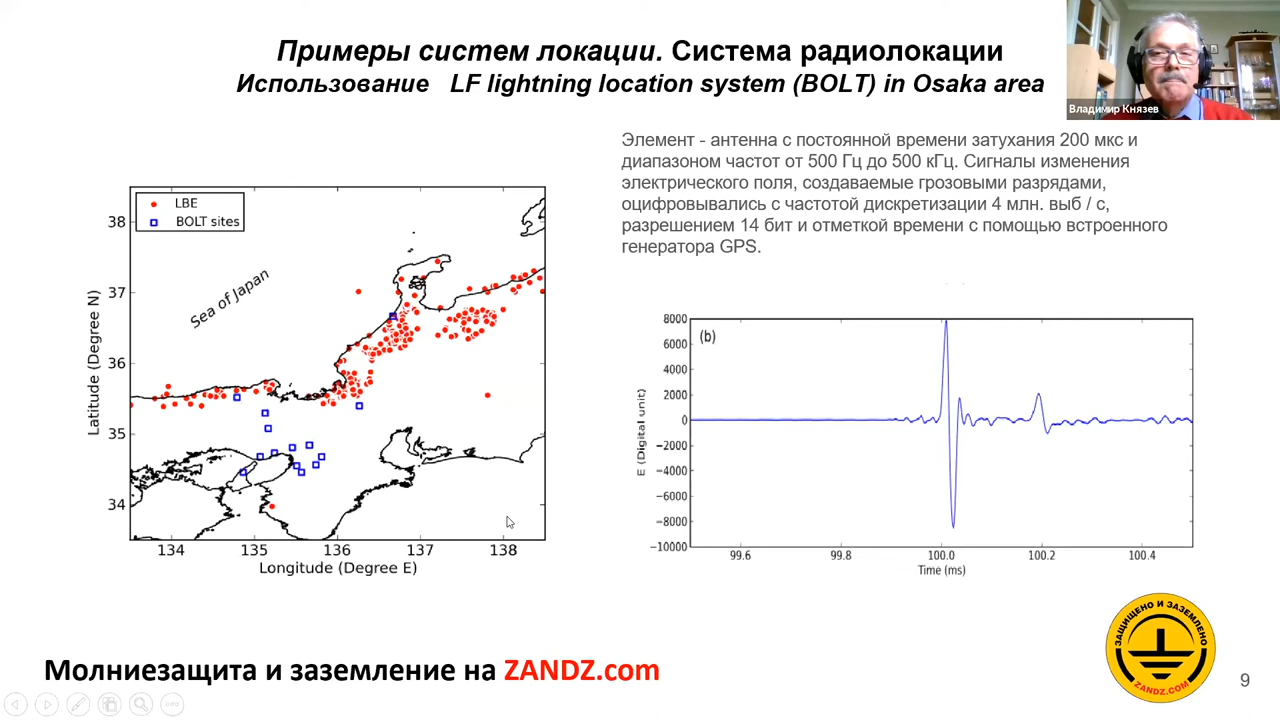 Примеры систем локации. Система радиолокации
Использование LF lightning location system (BOLT) in Osaka area
Владимир Князев
Элемент - антенна с постоянной времени затухания 200 мкс и
диапазоном частот от 500 Гц до 500 кГц. Сигналы изменения
электрического поля, создаваемые грозовыми разрядами,
оцифровывались с частотой дискретизации 4 млн. выб / с,
разрешением 14 бит и отметкой времени с помощью встроенного
генератора GPS.
LBE
BOLT sites
Sea of Japan
38
37
36
35
34
Latitude (Degree N)
134
135
136
137
138
Longitude (Degree E)
(b)
8000
6000
4000
2000
0
−2000
−4000
−6000
−8000
−10000
E (Digital unit)
99.6
99.8
100.0
100.2
100.4
Time (ms)
ЗАЩИЩЕНО И ЗАЗЕМЛЕНО
ZANDZ.COM
Молниезащита и заземление на ZANDZ.com
9